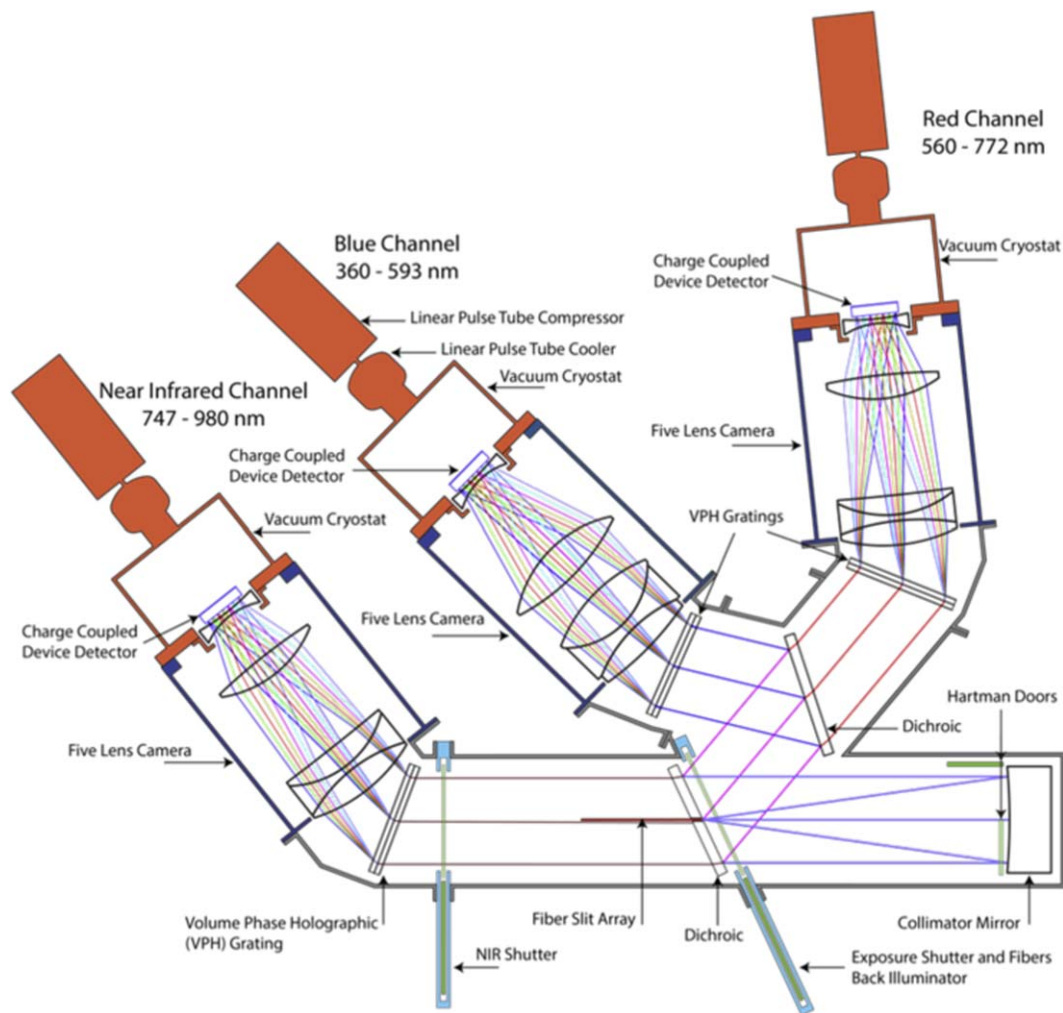 Red Channel
560 - 772 nm
Blue Channel
360 - 593 nm
Charge Coupled
Device Detector
Vacuum Cryostat
Linear Pulse Tube Compressor
Linear Pulse Tube Cooler
Vacuum Cryostat
Near Infrared Channel
747 - 980 nm
Five Lens Camera
Charge Coupled
Device Detector
Vacuum Cryostat
VPH Gratings
Five Lens Camera
Charge Coupled
Device Detector
Hartman Doors
Dichroic
Five Lens Camera
Volume Phase Holographic
(VPH) Grating
Fiber Slit Array
Dichroic
Collimator Mirror
NIR Shutter
Exposure Shutter and Fibers
Back Illuminator